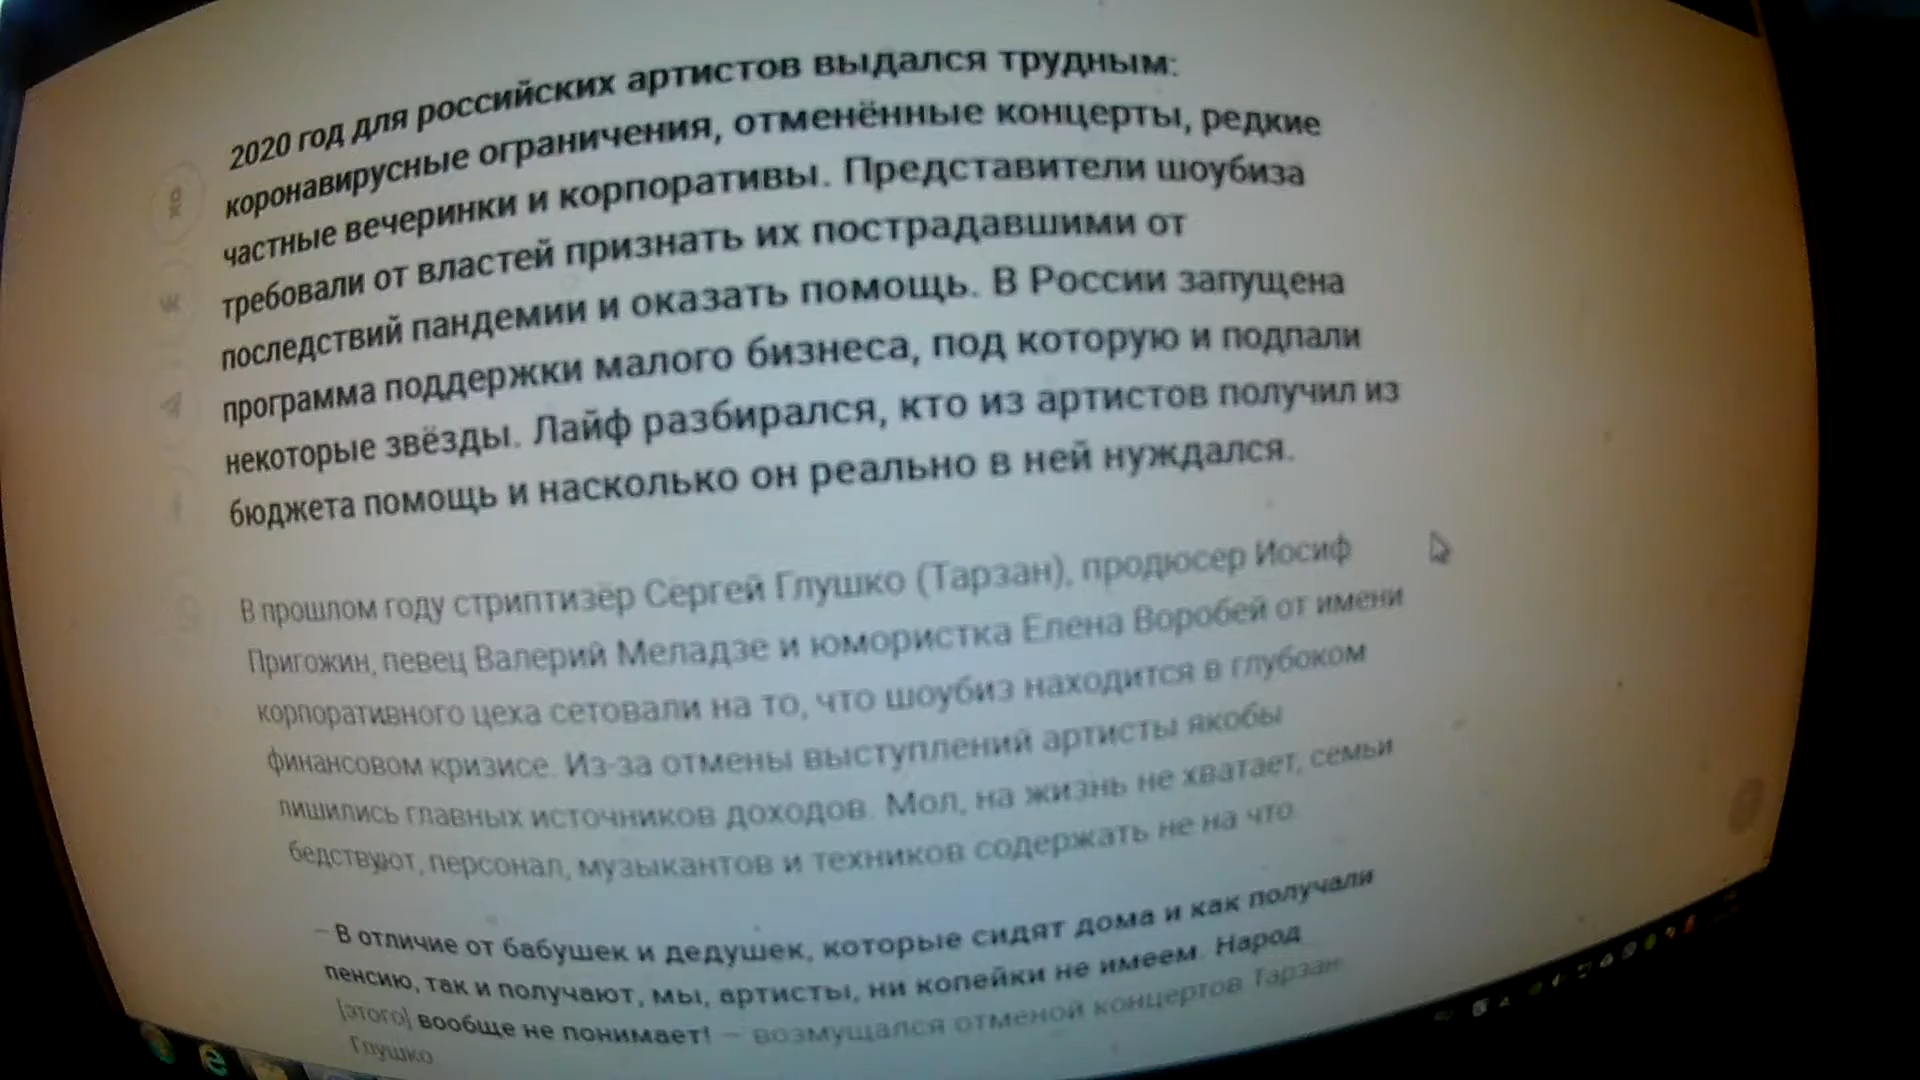 2020 год для российских артистов выдался трудным:
коронавирусные ограничения, отменённые концерты, редкие
частные вечеринки и корпоративы. Представители шоубиза
требовали от властей признать их пострадавшими от
последствий пандемии и оказать помощь. В России запущена
программа поддержки малого бизнеса, под которую и подпали
некоторые звёзды. Лайф разбирался, кто из артистов получил из
бюджета помощь и насколько он реально в ней нуждался.
В прошлом году стриптизёр Сергей Глушко (Тарзан), продюсер Иосиф
Пригожин, певец Валерий Меладзе и юмористка Елена Воробей от имени
корпоративного цеха сетовали на то, что шоубиз находится в глубоком
финансовом кризисе. Из-за отмены выступлений артисты якобы
лишились главных источников доходов. Мол, на жизнь не хватает, семьи
бедствуют, персонал, музыкантов и техников содержать не на что.
– В отличие от бабушек и дедушек, которые сидят дома и как получали
пенсию, так и получают, мы, артисты, ни копейки не имеем. Народ
[этого] вообще не понимает! – возмущался отменой концертов Тарзан-
Глушко